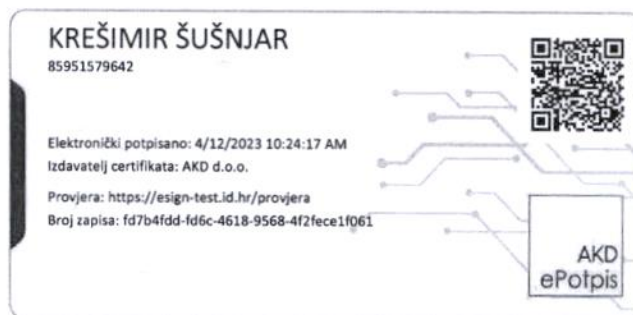 KREŠIMIR ŠUŠNJAR
85951579642
Elektronički potpisano: 4/12/2023 10:24:17 AM
Izdavatelj certifikata: AKD d.o.o.
Provjera: https://esign-test.id.hr/provjera
Broj zapisa: fd7b4fdd-fd6c-4618-9568-4f2fece1f061
AKD
ePotpis